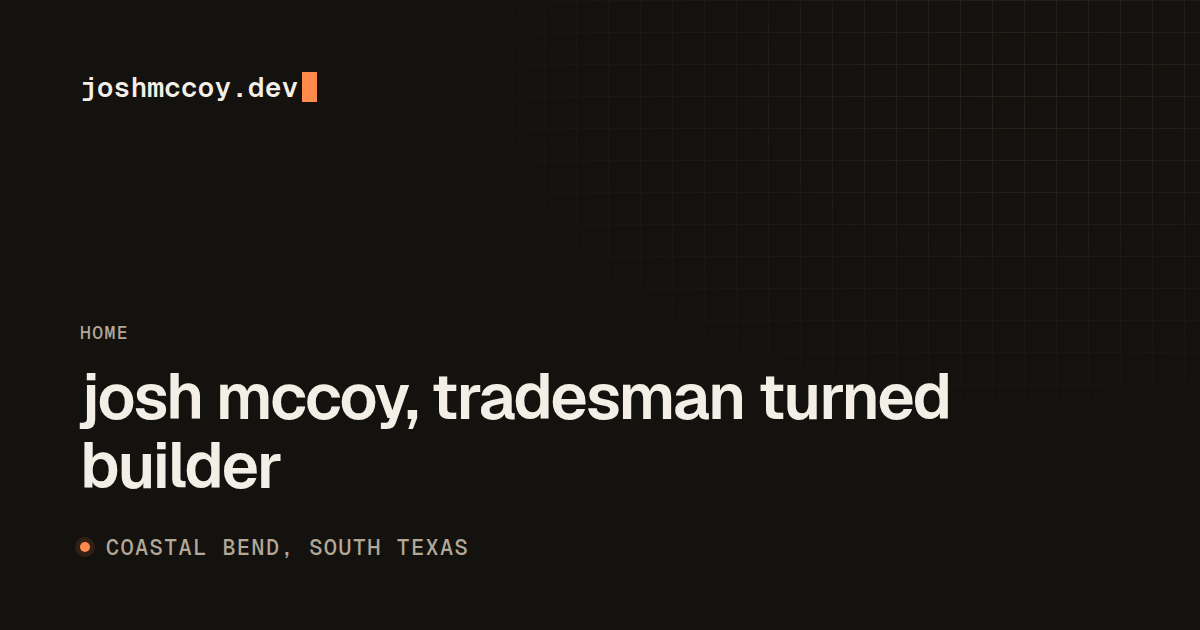 joshmccoy.dev
HOME
josh mccoy, tradesman turned
builder
COASTAL BEND, SOUTH TEXAS